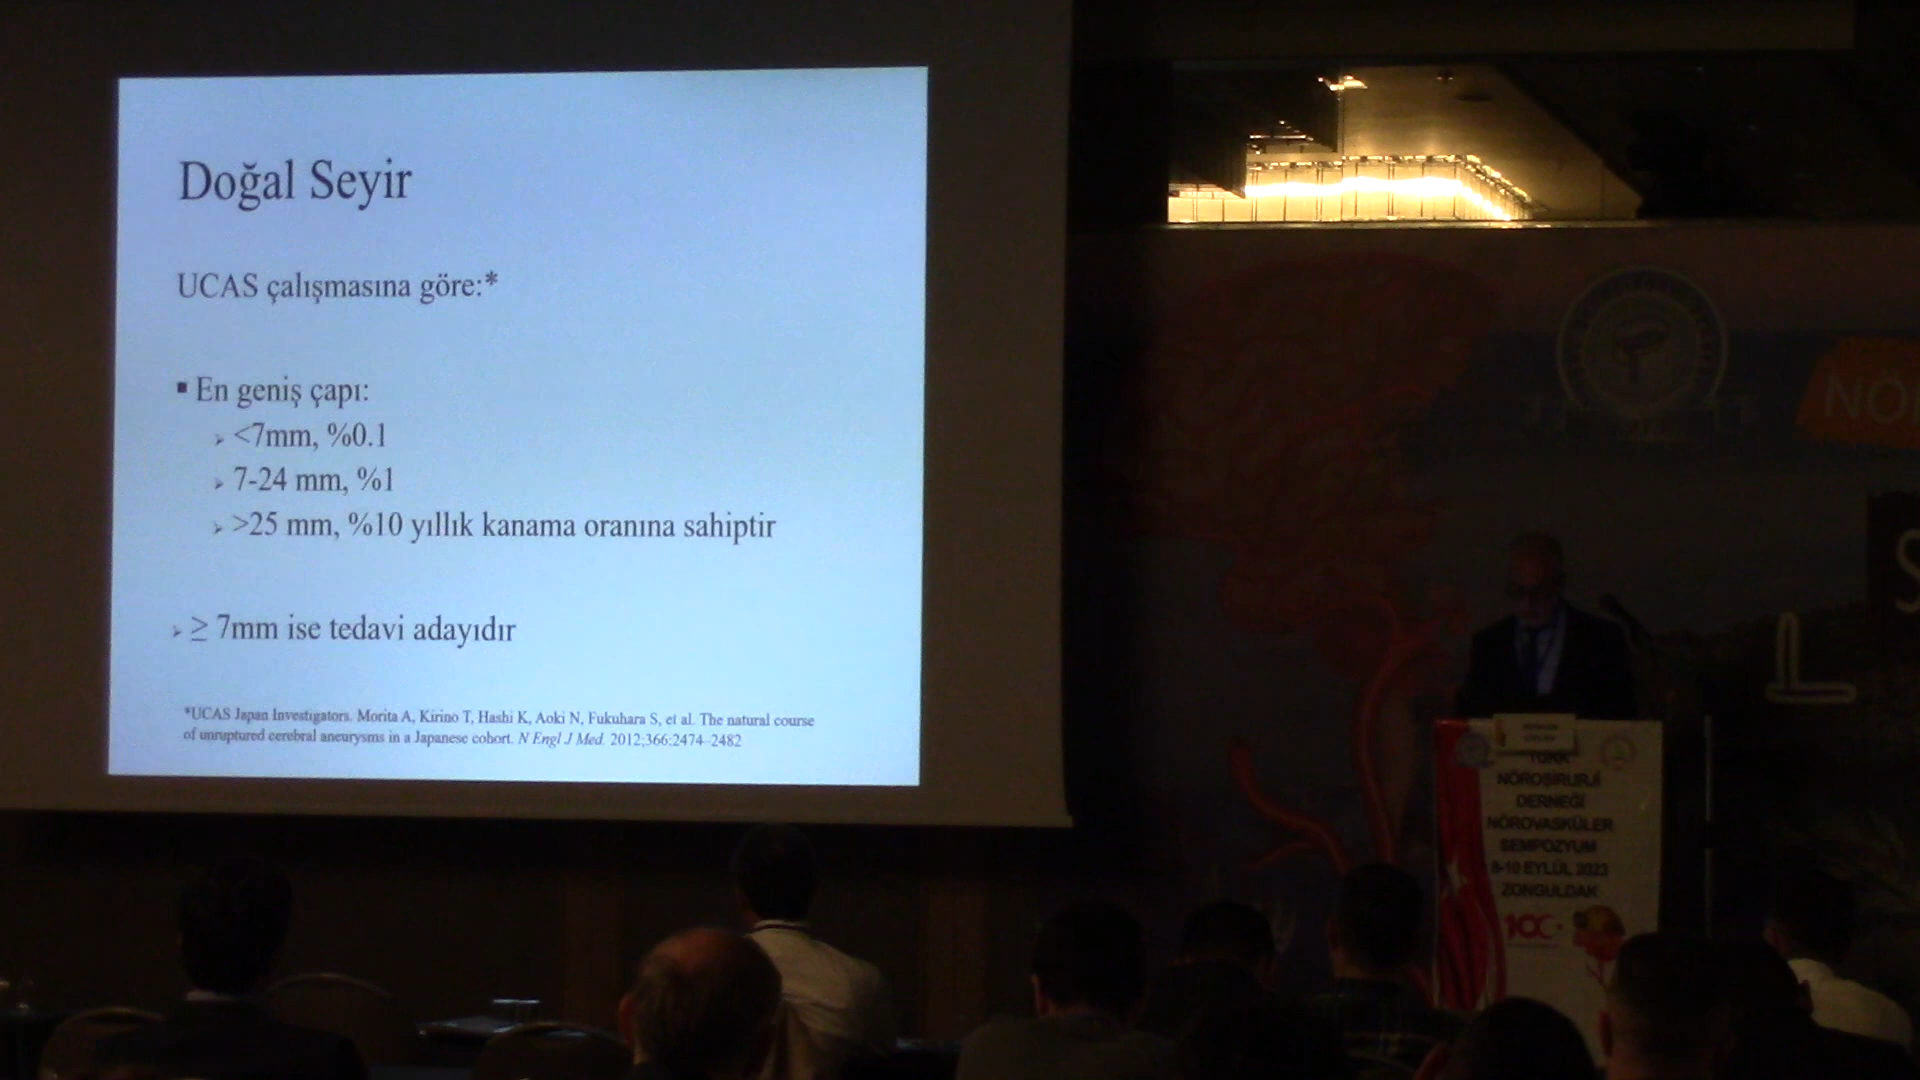 Doğal Seyir
UCAS çalışmasına göre:*
▪ En geniş çapı:
➢ <7mm, %0.1
➢ 7-24 mm, %1
➢ >25 mm, %10 yıllık kanama oranına sahiptir
➢ ≥ 7mm ise tedavi adayıdır
*UCAS Japan Investigators. Morita A, Kirino T, Hashi K, Aoki N, Fukuhara S, et al. The natural course
of unruptured cerebral aneurysms in a Japanese cohort. N Engl J Med. 2012;366:2474–2482
NÖ
S
L
TÜRK
NÖROŞİRURJİ
DERNEĞİ
NÖROVASKÜLER
SEMPOZYUM
8-10 EYLÜL 2023
ZONGULDAK
100